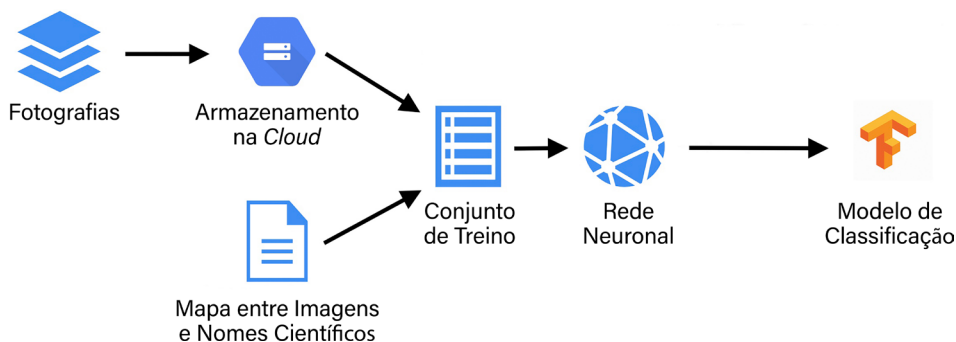 Fotografias
Armazenamento
na Cloud
Mapa entre Imagens
e Nomes Científicos
Conjunto
de Treino
Rede
Neuronal
Modelo de
Classificação